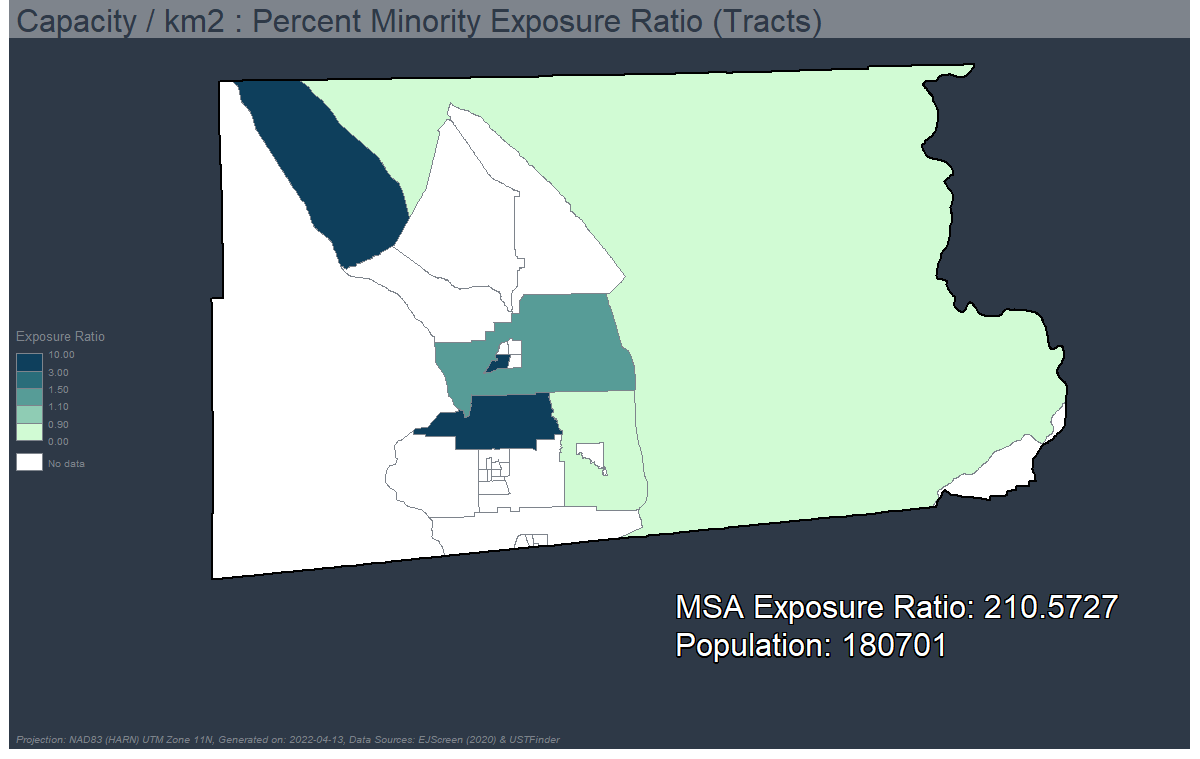 Capacity / km2 : Percent Minority Exposure Ratio (Tracts)
Exposure Ratio
10.00
3.00
1.50
1.10
0.90
0.00
No data
MSA Exposure Ratio: 210.5727
Population: 180701
Projection: NAD83 (HARN) UTM Zone 11N, Generated on: 2022-04-13, Data Sources: EJScreen (2020) & USTFinder